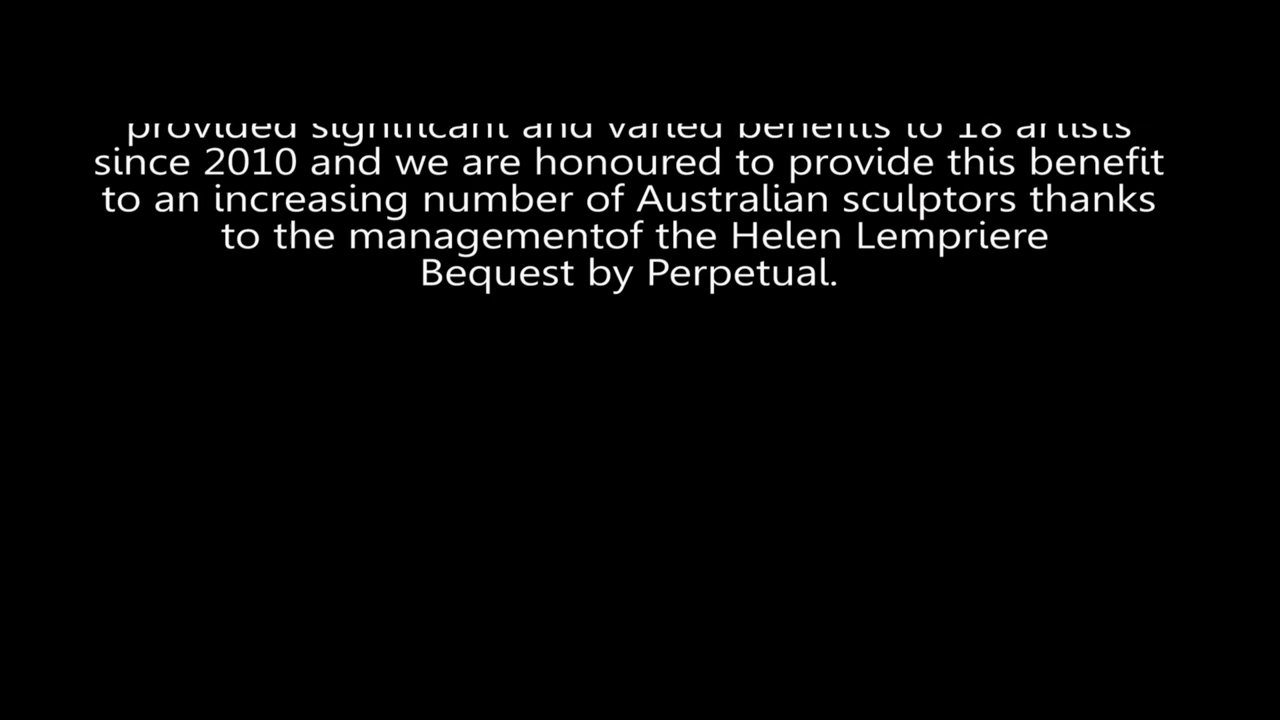 provided significant and varied benefits to 18 artists
since 2010 and we are honoured to provide this benefit
to an increasing number of Australian sculptors thanks
to the managementof the Helen Lempriere
Bequest by Perpetual.